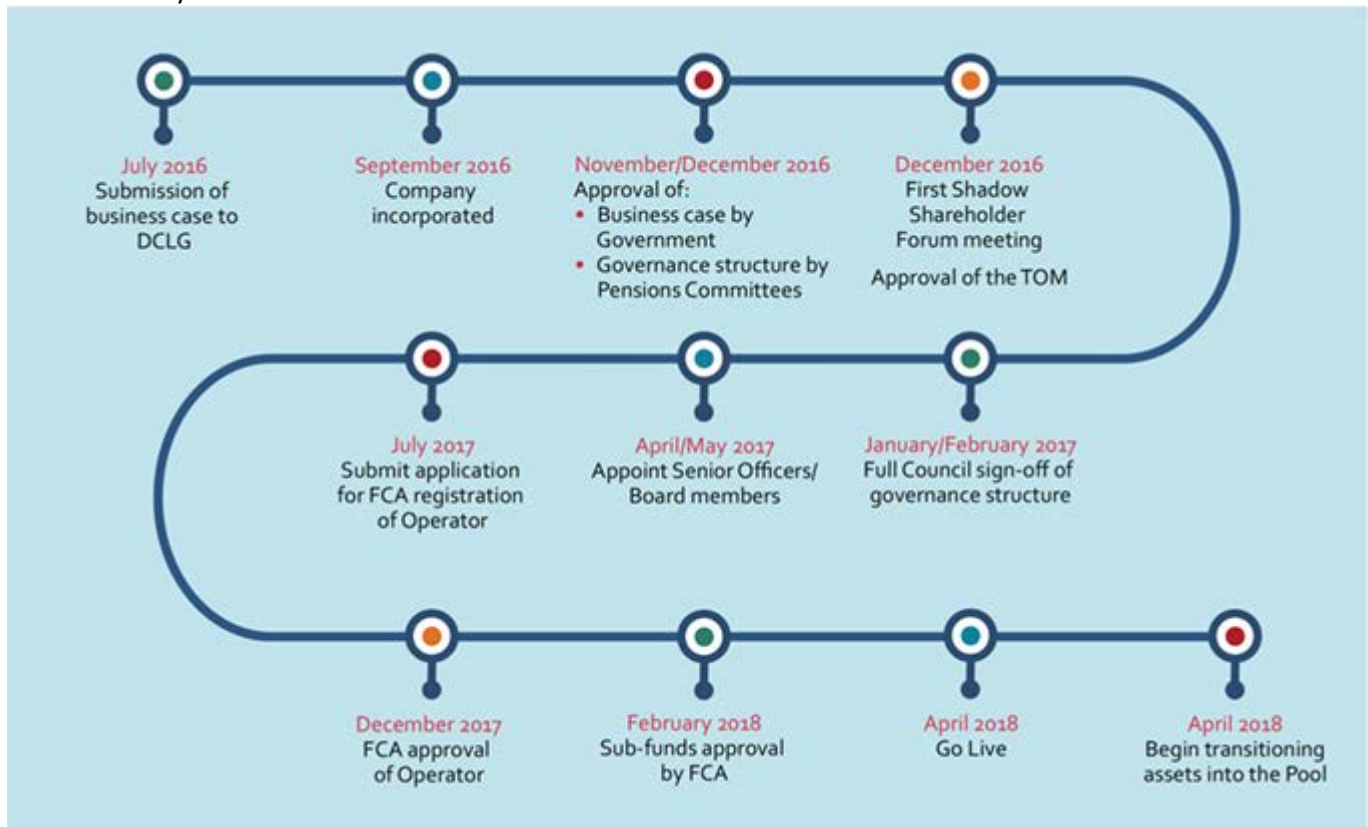 July 2016
Submission of
business case to
DCLG
September 2016
Company
incorporated
November/December 2016
Approval of:
• Business case by
Government
• Governance structure by
Pensions Committees
December 2016
First Shadow
Shareholder
Forum meeting
Approval of the TOM
January/February 2017
Full Council sign-off of
governance structure
April/May 2017
Appoint Senior Officers/
Board members
July 2017
Submit application
for FCA registration
of Operator
December 2017
FCA approval
of Operator
February 2018
Sub-funds approval
by FCA
April 2018
Go Live
April 2018
Begin transitioning
assets into the Pool